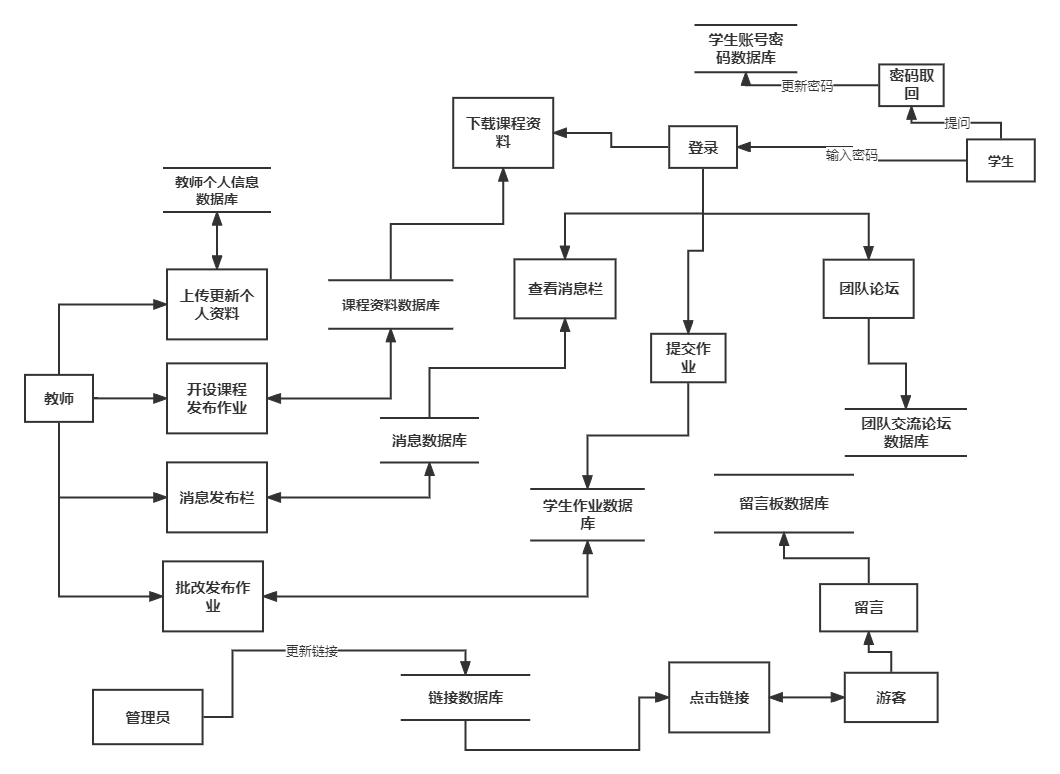 学生账号密
码数据库
密码取
回
更新密码
提问
学生
输入密码
登录
下载课程资
料
教师个人信息
数据库
上传更新个
人资料
课程资料数据库
查看消息栏
团队论坛
提交作
业
教师
开设课程
发布作业
消息数据库
团队交流论坛
数据库
消息发布栏
学生作业数据
库
留言板数据库
批改发布作
业
留言
更新链接
管理员
链接数据库
点击链接
游客